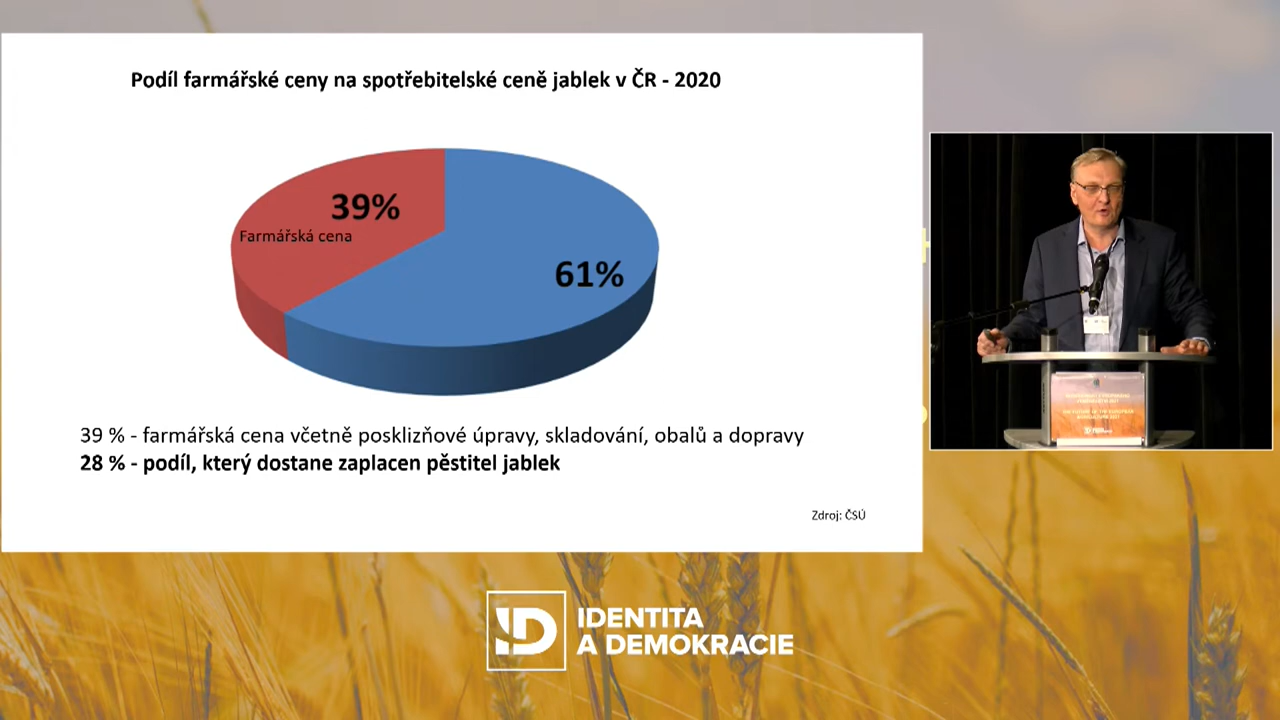 Podíl farmářské ceny na spotřebitelské ceně jablek v ČR - 2020
39%
Farmářská cena
61%
39 % - farmářská cena včetně posklizňové úpravy, skladování, obalů a dopravy
28 % - podíl, který dostane zaplacen pěstitel jablek
Zdroj: ČSÚ
ID IDENTITA
A DEMOKRACIE